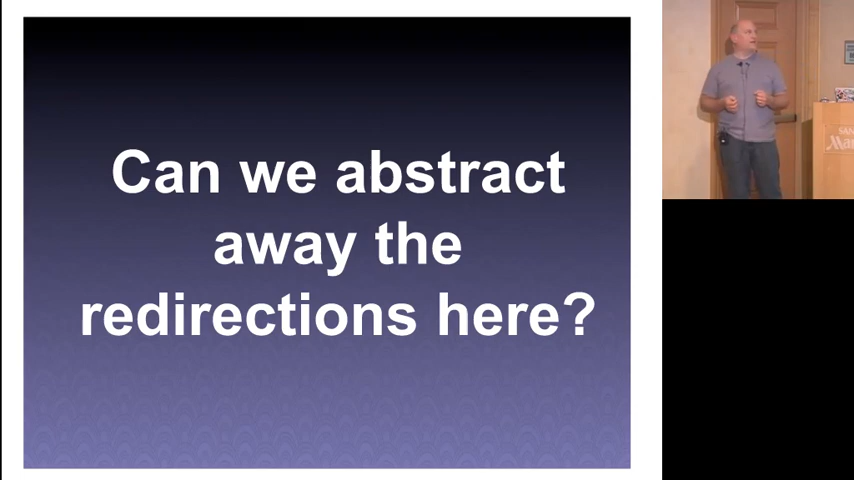 Can we abstract
away the
redirections here?